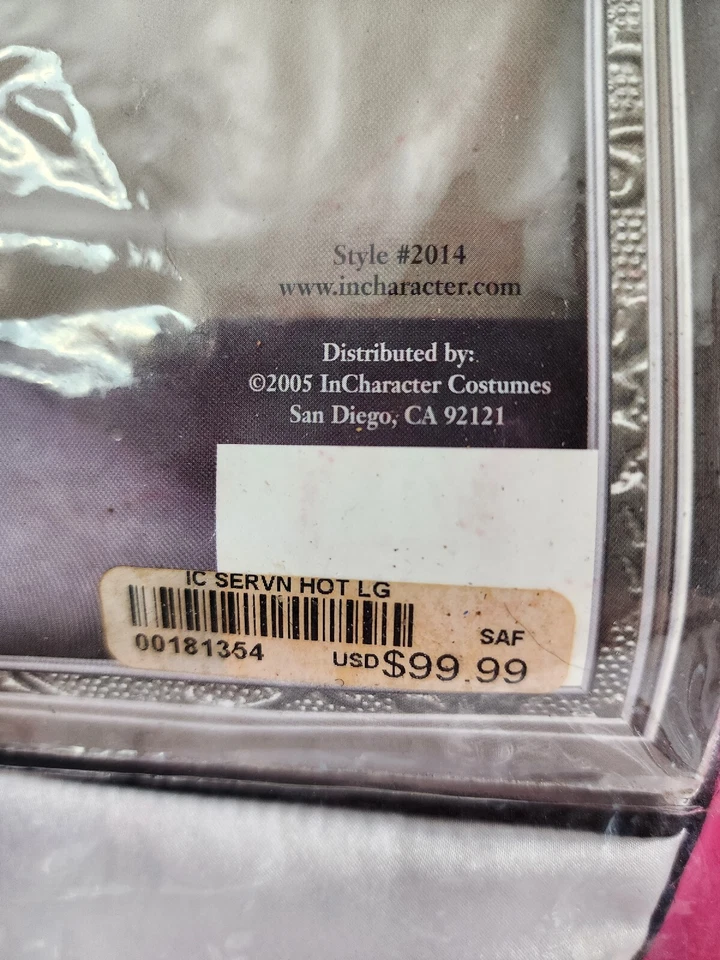 Style #2014
www.incharacter.com
Distributed by:
©2005 InCharacter Costumes
San Diego, CA 92121
IC SERVN HOT LG
00181354
SAF
USD$99.99